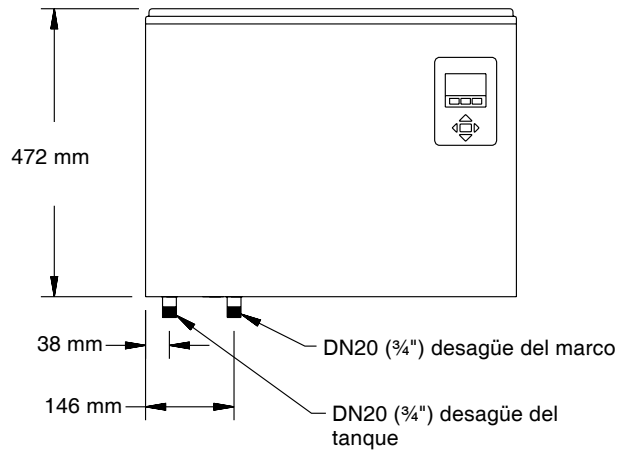 472 mm
38 mm
DN20 (¾") desagüe del marco
146 mm
DN20 (¾") desagüe del
tanque